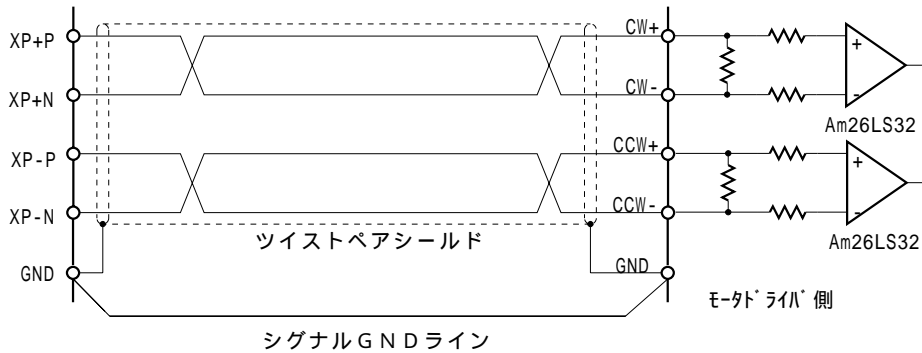 XP+P
CW+
+
XP+N
CW-
-
Am26LS32
XP-P
CCW+
+
XP-N
CCW-
-
Am26LS32
ツイストペアシールド
GND
GND
ﾓｰﾀﾄﾞﾗｲﾊﾞ側
シグナルＧＮＤライン